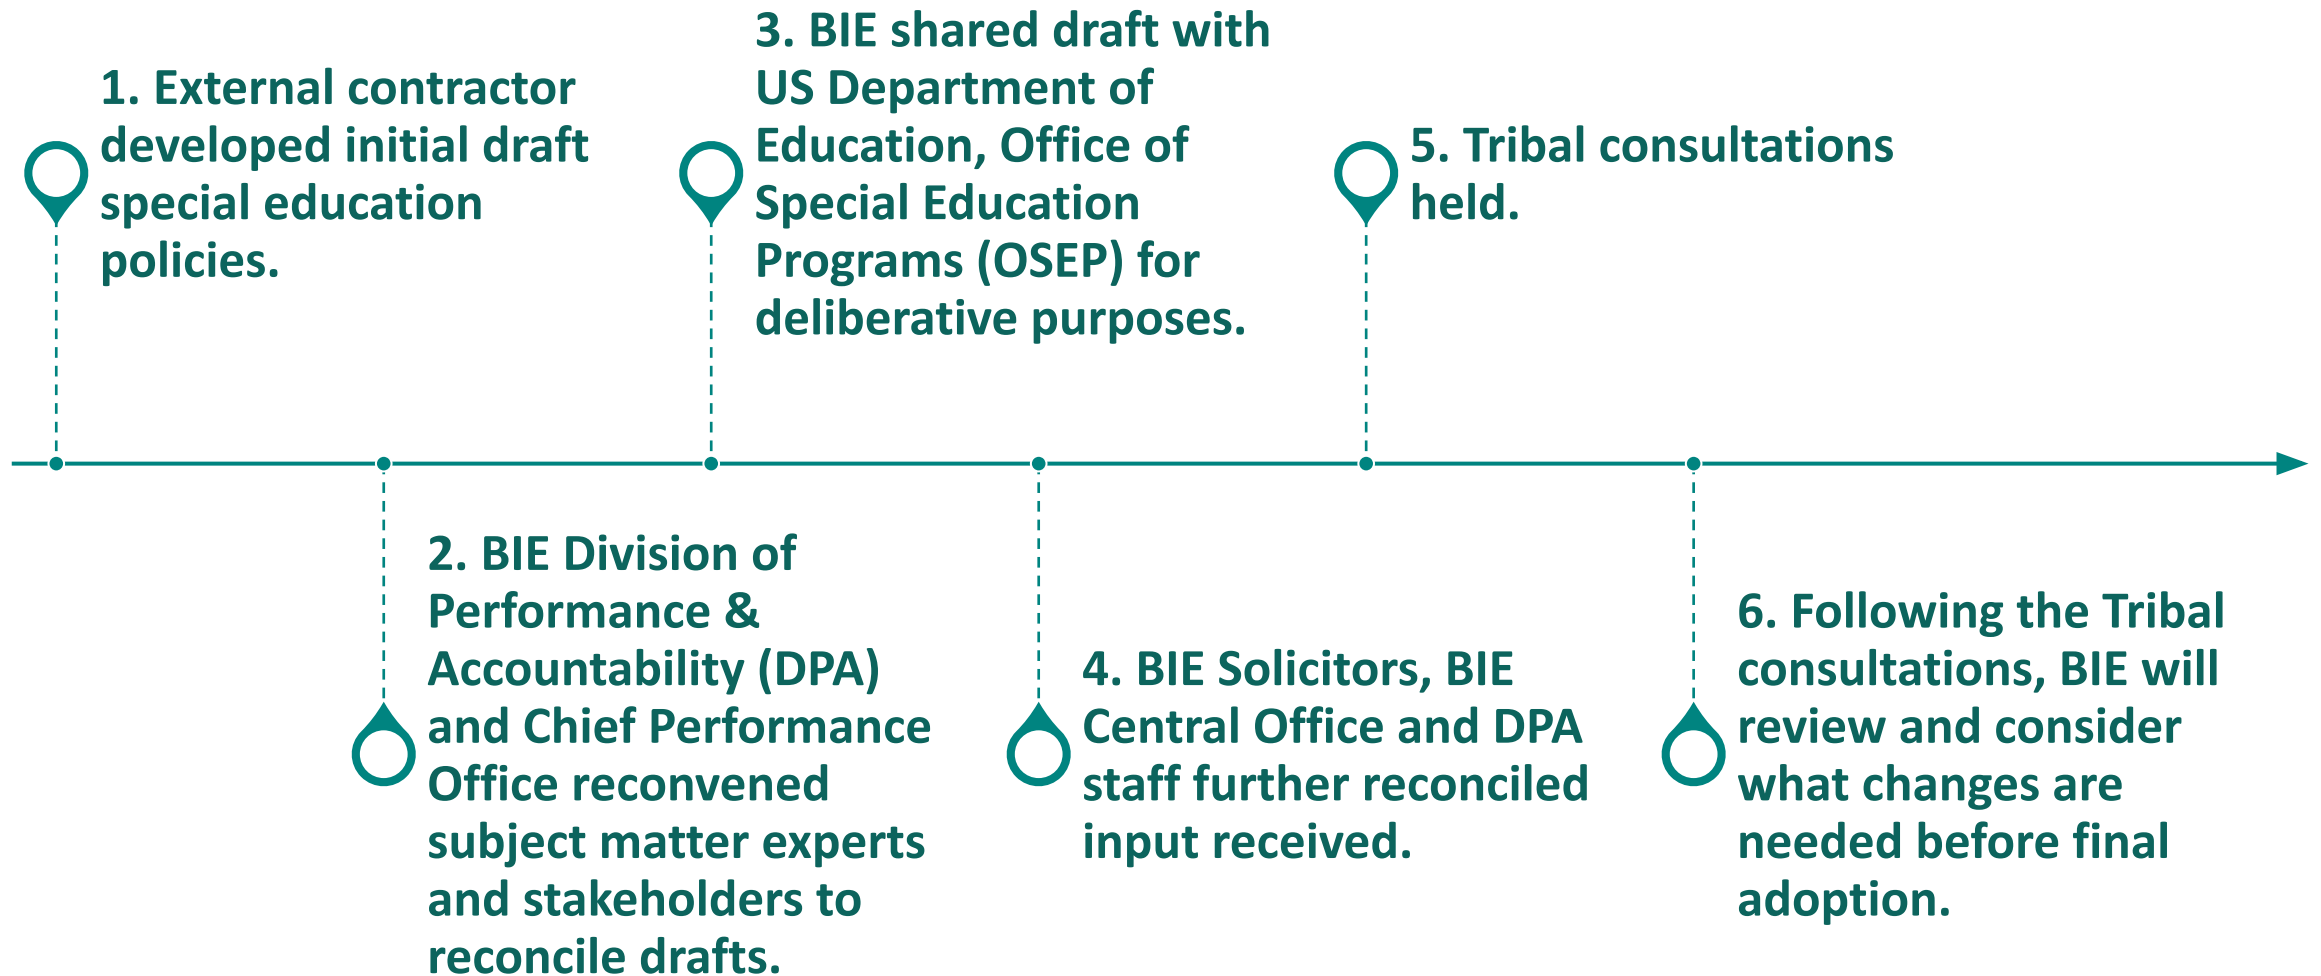 1. External contractor
developed initial draft
special education
policies.
2. BIE Division of
Performance &
Accountability (DPA)
and Chief Performance
Office reconvened
subject matter experts
and stakeholders to
reconcile drafts.
3. BIE shared draft with
US Department of
Education, Office of
Special Education
Programs (OSEP) for
deliberative purposes.
4. BIE Solicitors, BIE
Central Office and DPA
staff further reconciled
input received.
5. Tribal consultations
held.
6. Following the Tribal
consultations, BIE will
review and consider
what changes are
needed before final
adoption.